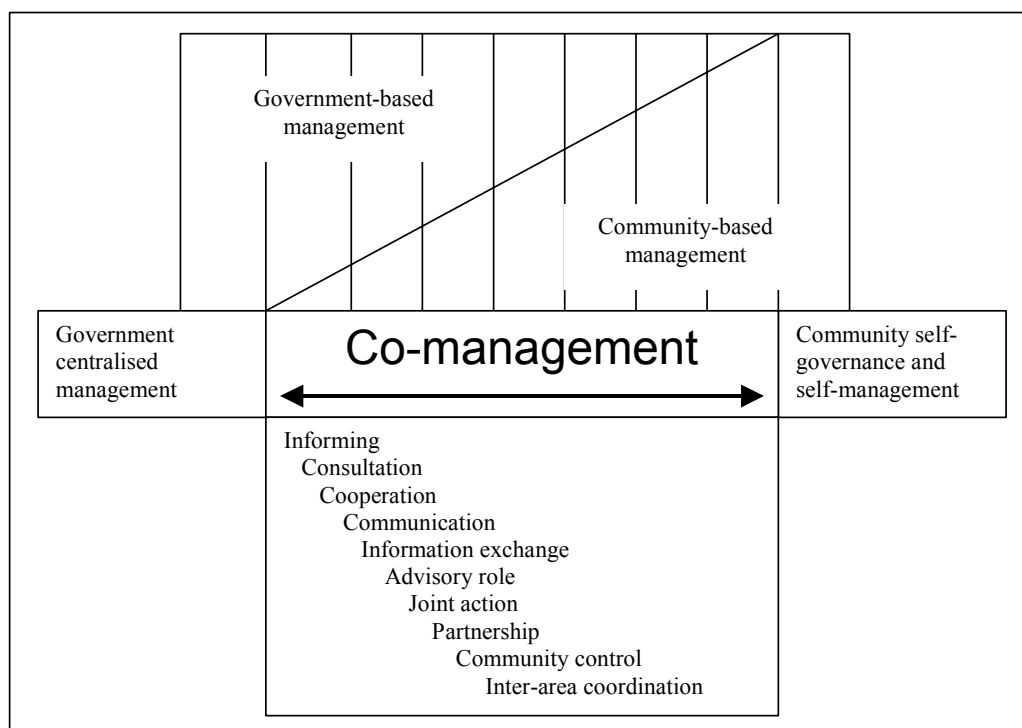 Government-based
management
Community-based
management
Government
centralised
management
Co-management
Community self-
governance and
self-management
Informing
Consultation
Cooperation
Communication
Information exchange
Advisory role
Joint action
Partnership
Community control
Inter-area coordination